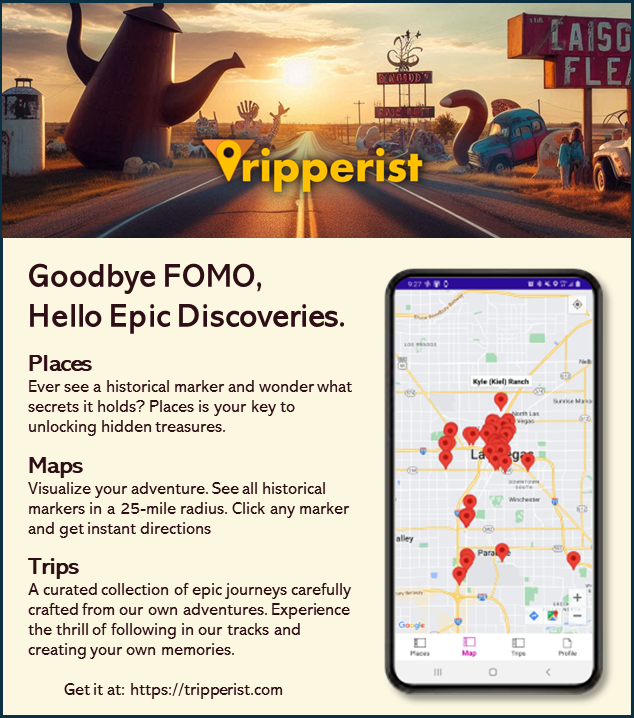 LAISO
FLEA
Tripperist
Goodbye FOMO,
Hello Epic Discoveries.
Places
Ever see a historical marker and wonder what
secrets it holds? Places is your key to
unlocking hidden treasures.
Maps
Visualize your adventure. See all historical
markers in a 25-mile radius. Click any marker
and get instant directions
Trips
A curated collection of epic journeys carefully
crafted from our own adventures. Experience
the thrill of following in our tracks and
creating your own memories.
Get it at: https://tripperist.com
9:27
Kyle (Kiel) Ranch
North Las
Vegas
Las Vegas
Winchester
alley
Google
Places Map Trips Profile